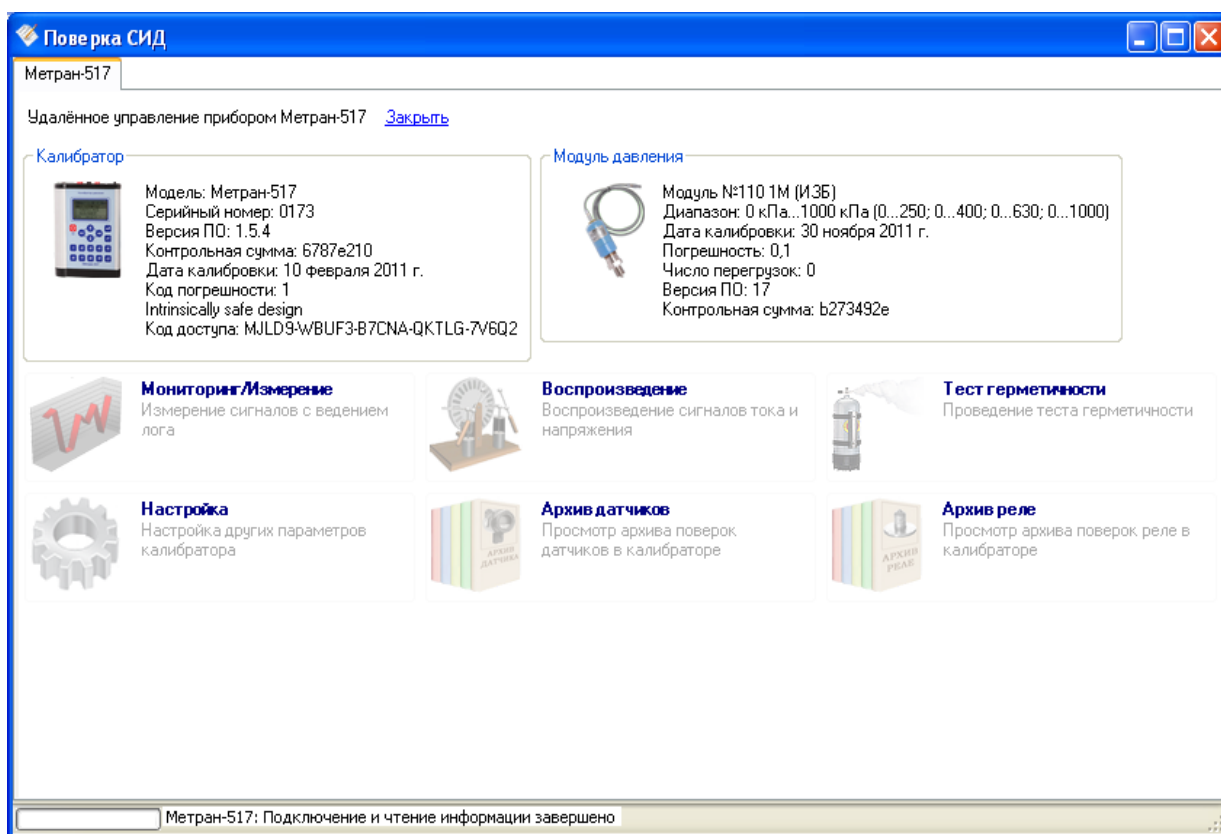 Поверка СИД
Метран-517
Удалённое управление прибором Метран-517 Закрыть
Калибратор
Модель: Метран-517
Серийный номер: 0173
Версия ПО: 1.5.4
Контрольная сумма: 6787e210
Дата калибровки: 10 февраля 2011 г.
Код погрешности: 1
Intrinsically safe design
Код доступа: MJLD9-WBUF3-B7CNA-QKTLG-7V6Q2
Модуль давления
Модуль №110 1М (ИЗБ)
Диапазон: 0 кПа...1000 кПа (0...250; 0...400; 0...630; 0...1000)
Дата калибровки: 30 ноября 2011 г.
Погрешность: 0,1
Число перегрузок: 0
Версия ПО: 17
Контрольная сумма: b273492e
Мониторинг/Измерение
Измерение сигналов с ведением
лога
Воспроизведение
Воспроизведение сигналов тока и
напряжения
Тест герметичности
Проведение теста герметичности
Настройка
Настройка других параметров
калибратора
АРХИВ
ДАТЧИКА
Архив датчиков
Просмотр архива поверок
датчиков в калибраторе
АРХИВ
РЕЛЕ
Архив реле
Просмотр архива поверок реле в
калибраторе
Метран-517: Подключение и чтение информации завершено